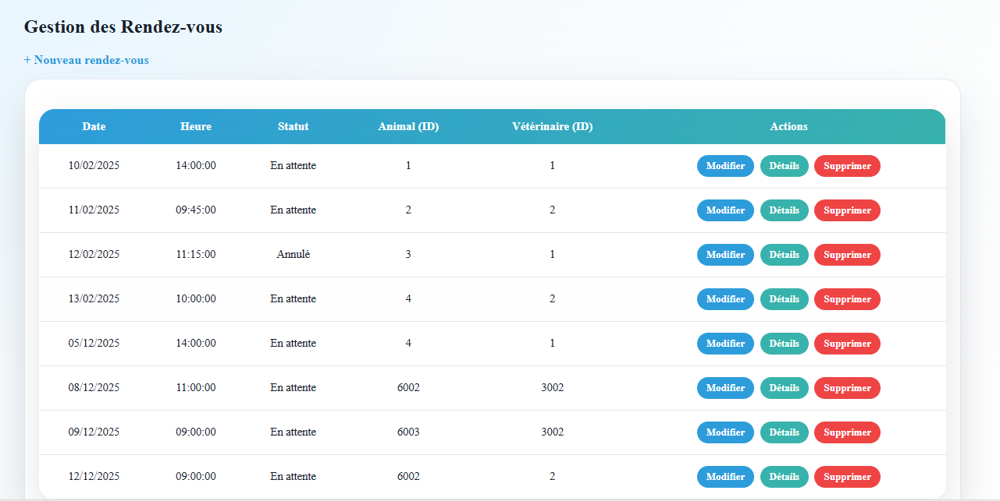 Gestion des Rendez-vous
+ Nouveau rendez-vous
Date Heure Statut Animal (ID) Vétérinaire (ID) Actions
10/02/2025 14:00:00 En attente 1 1 Modifier Détails Supprimer
11/02/2025 09:45:00 En attente 2 2 Modifier Détails Supprimer
12/02/2025 11:15:00 Annulé 3 1 Modifier Détails Supprimer
13/02/2025 10:00:00 En attente 4 2 Modifier Détails Supprimer
05/12/2025 14:00:00 En attente 4 1 Modifier Détails Supprimer
08/12/2025 11:00:00 En attente 6002 3002 Modifier Détails Supprimer
09/12/2025 09:00:00 En attente 6003 3002 Modifier Détails Supprimer
12/12/2025 09:00:00 En attente 6002 2 Modifier Détails Supprimer